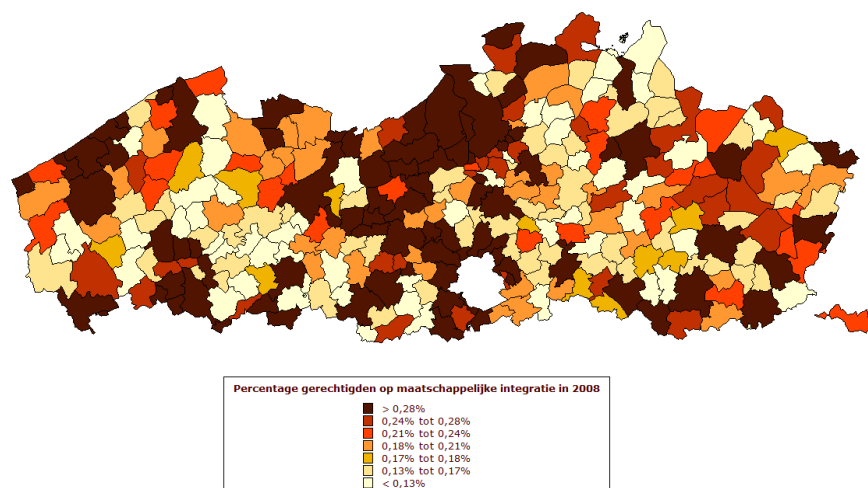 Percentage gerechtigden op maatschappelijke integratie in 2008
> 0,28%
0,24% tot 0,28%
0,21% tot 0,24%
0,18% tot 0,21%
0,17% tot 0,18%
0,13% tot 0,17%
< 0,13%